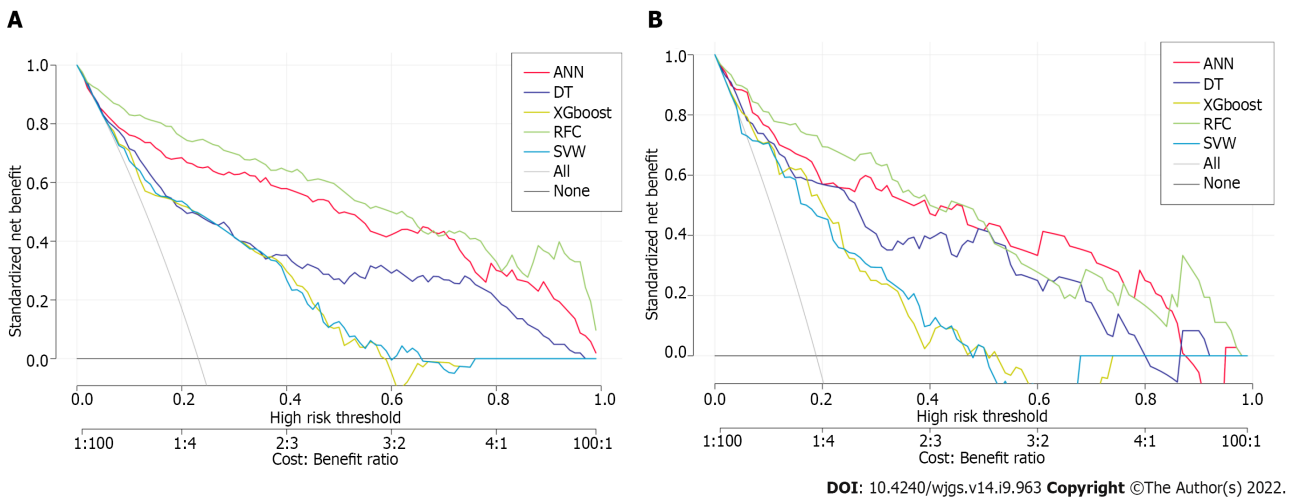 A
Standardized net benefit
1.0
0.8
0.6
0.4
0.2
0.0
ANN
DT
XGboost
RFC
SVW
All
None
0.0 0.2 0.4 0.6 0.8 1.0
High risk threshold
1:100 1:4 2:3 3:2 4:1 100:1
Cost: Benefit ratio
B
Standardized net benefit
1.0
0.8
0.6
0.4
0.2
0.0
ANN
DT
XGboost
RFC
SVW
All
None
0.0 0.2 0.4 0.6 0.8 1.0
High risk threshold
1:100 1:4 2:3 3:2 4:1 100:1
Cost: Benefit ratio
DOI: 10.4240/wjgs.v14.i9.963 Copyright ©The Author(s) 2022.